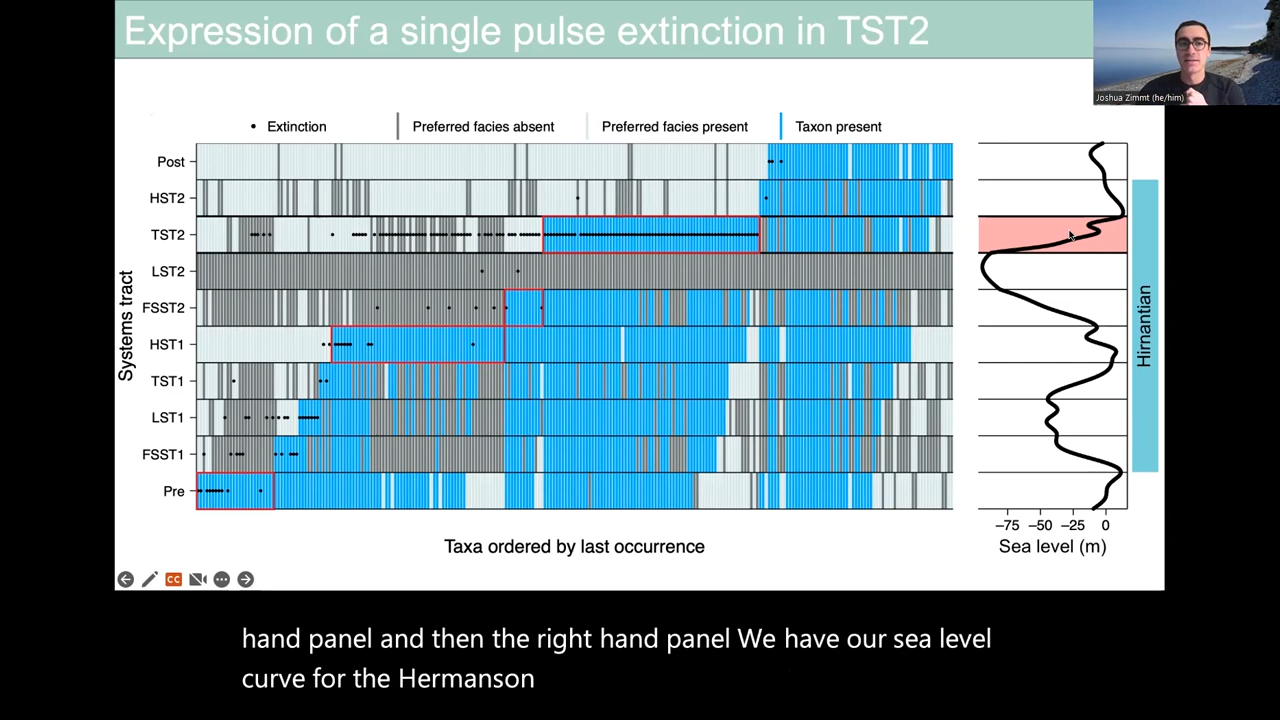 Expression of a single pulse extinction in TST2
Joshua Zimmt (he/him)
Extinction
Preferred facies absent
Preferred facies present
Taxon present
Systems tract
Post
HST2
TST2
LST2
FSST2
HST1
TST1
LST1
FSST1
Pre
Taxa ordered by last occurrence
Hirnantian
−75 −50 −25 0
Sea level (m)
CC
hand panel and then the right hand panel We have our sea level
curve for the Hermanson